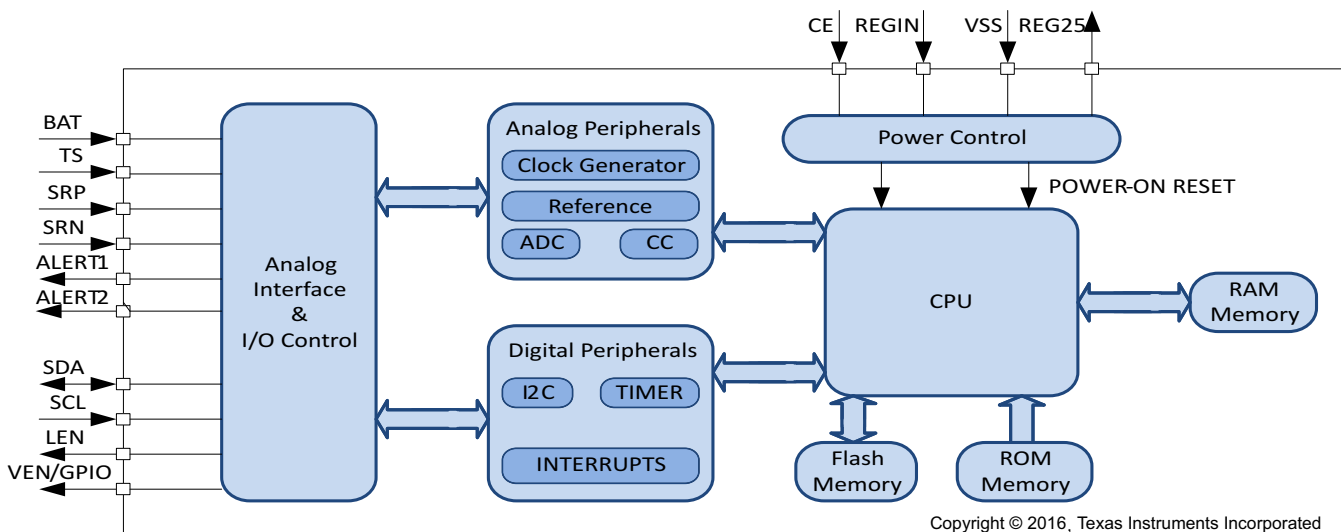 CE REGIN VSS REG25
BAT
TS
SRP
SRN
ALERT1
ALERT2
SDA
SCL
LEN
VEN/GPIO
Analog
Interface
&
I/O Control
Analog Peripherals
Clock Generator
Reference
ADC CC
Digital Peripherals
I2C TIMER
INTERRUPTS
Power Control
POWER-ON RESET
CPU
RAM
Memory
Flash
Memory
ROM
Memory
Copyright © 2016, Texas Instruments Incorporated